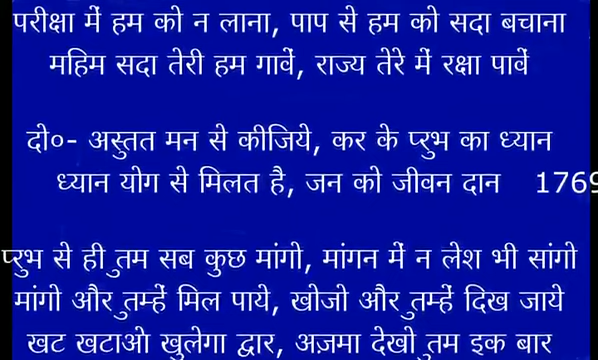 परीक्षा में हम को न लाना, पाप से हम को सदा बचाना
महिम सदा तेरी हम गावें, राज्य तेरे में रक्षा पावें
दी०- अस्तुत मन से कीजिये, कर के प्रभु का ध्यान
ध्यान योग से मिलत है, जन को जीवन दान 1769
प्रभु से ही तुम सब कुछ मांगो, मांगन में न लेश भी सांगो
मांगो और तुम्हें मिल पाये, खोजो और तुम्हें दिख जाये
खट खटाओ खुलेगा द्वार, अज़मा देखो तुम इक बार